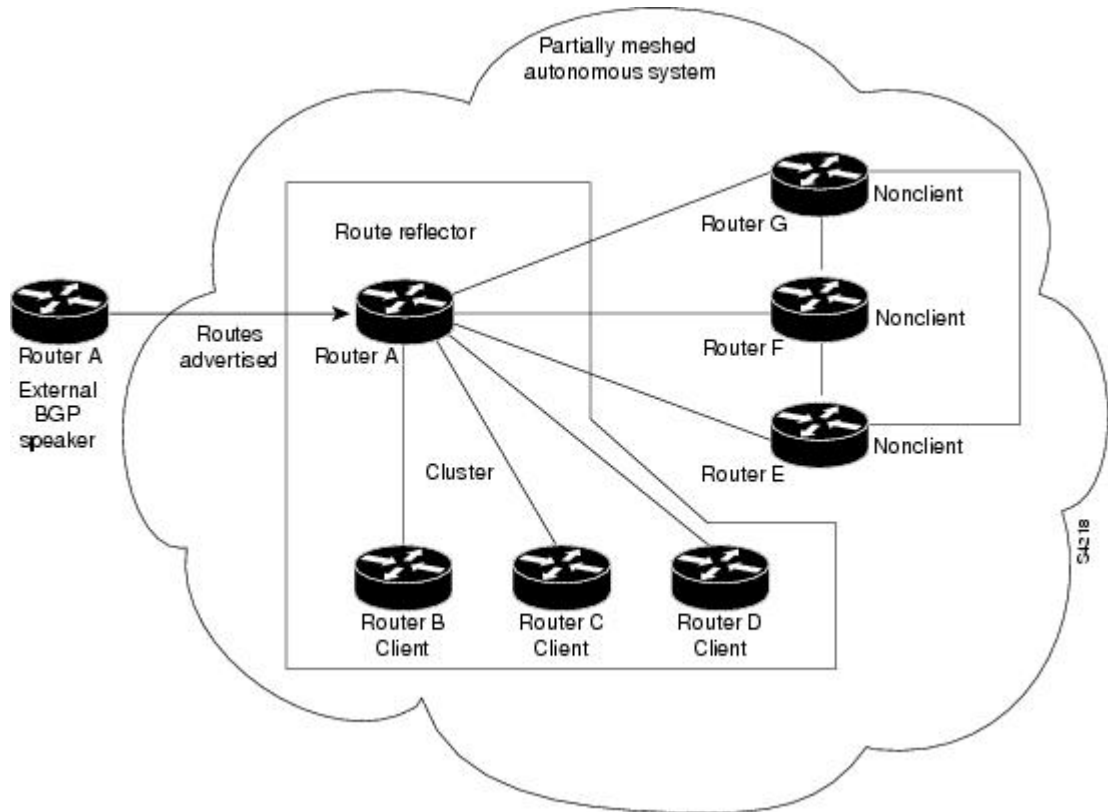 Partially meshed
autonomous system
Nonclient
Router G
Route reflector
Nonclient
Router A
Routes
advertised
Router A
Router F
External
BGP
speaker
Nonclient
Router E
Cluster
S4218
Router B
Client
Router C
Client
Router D
Client